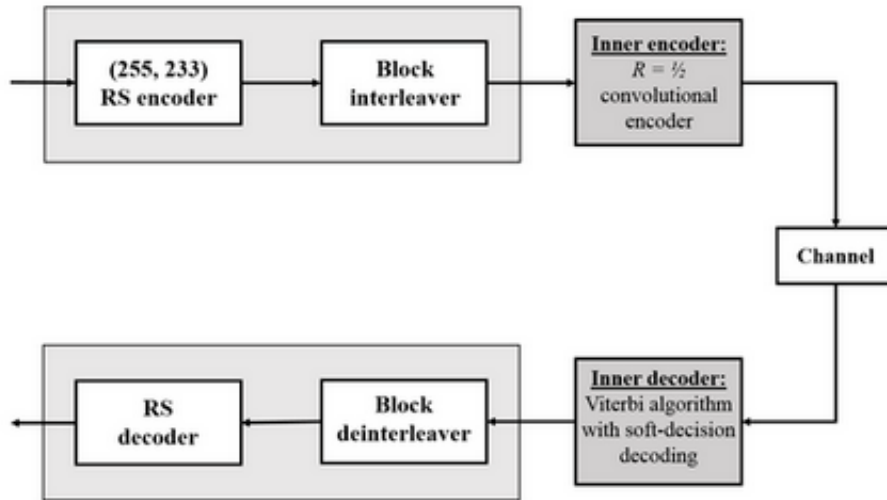 (255, 233)
RS encoder
Block
interleaver
Inner encoder:
R = ½
convolutional
encoder
Channel
Inner decoder:
Viterbi algorithm
with soft-decision
decoding
Block
deinterleaver
RS
decoder